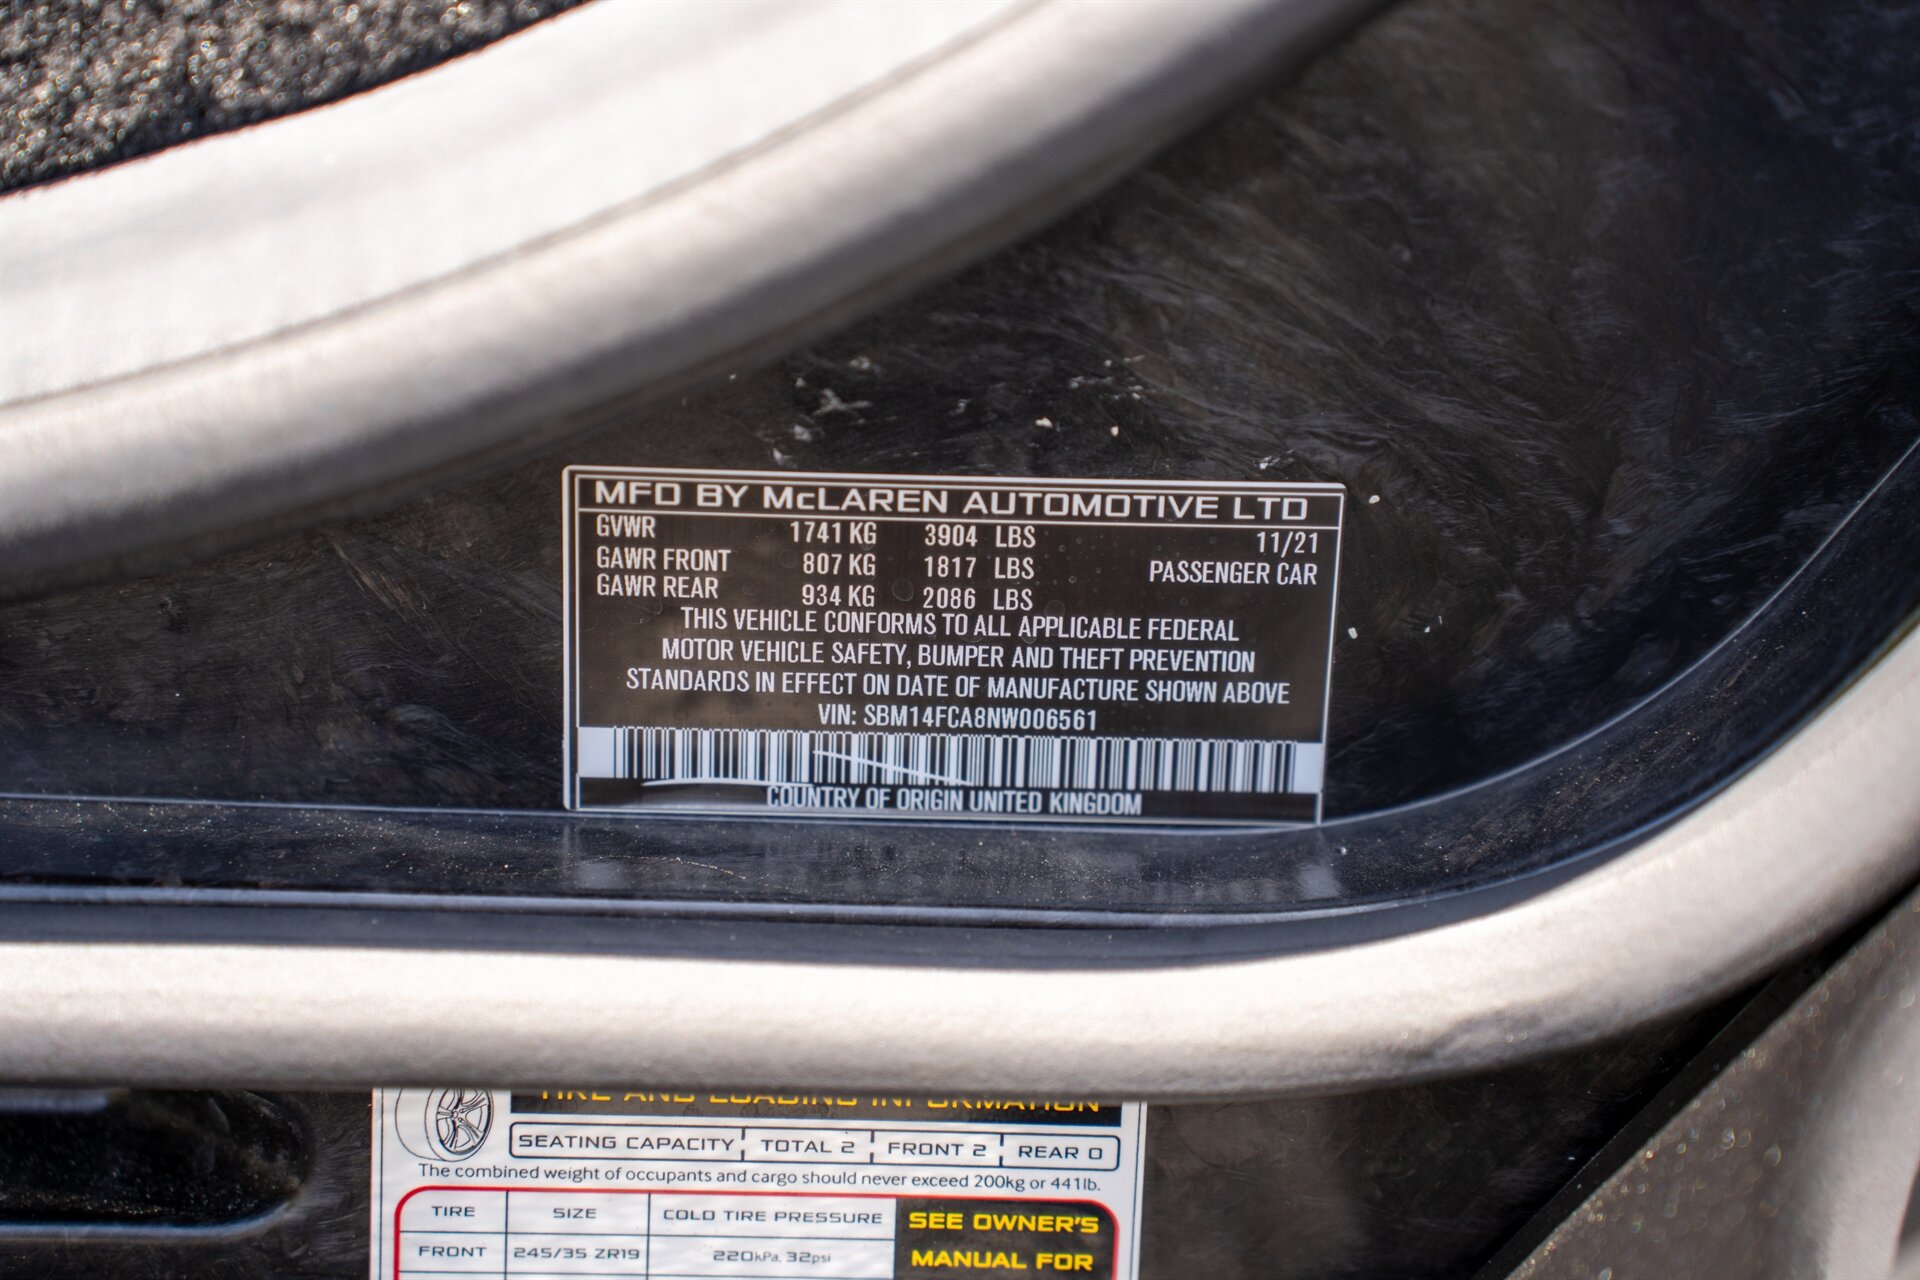 MFD BY McLAREN AUTOMOTIVE LTD
GVWR 1741 KG 3904 LBS 11/21
GAWR FRONT 807 KG 1817 LBS PASSENGER CAR
GAWR REAR 934 KG 2086 LBS
THIS VEHICLE CONFORMS TO ALL APPLICABLE FEDERAL
MOTOR VEHICLE SAFETY, BUMPER AND THEFT PREVENTION
STANDARDS IN EFFECT ON DATE OF MANUFACTURE SHOWN ABOVE
VIN: SBM14FCA8NW006561
COUNTRY OF ORIGIN UNITED KINGDOM
TIRE AND LOADING INFORMATION
SEATING CAPACITY TOTAL 2 FRONT 2 REAR 0
The combined weight of occupants and cargo should never exceed 200kg or 441lb.
TIRE SIZE COLD TIRE PRESSURE SEE OWNER'S
FRONT 245/35 ZR19 220kPa, 32psi MANUAL FOR